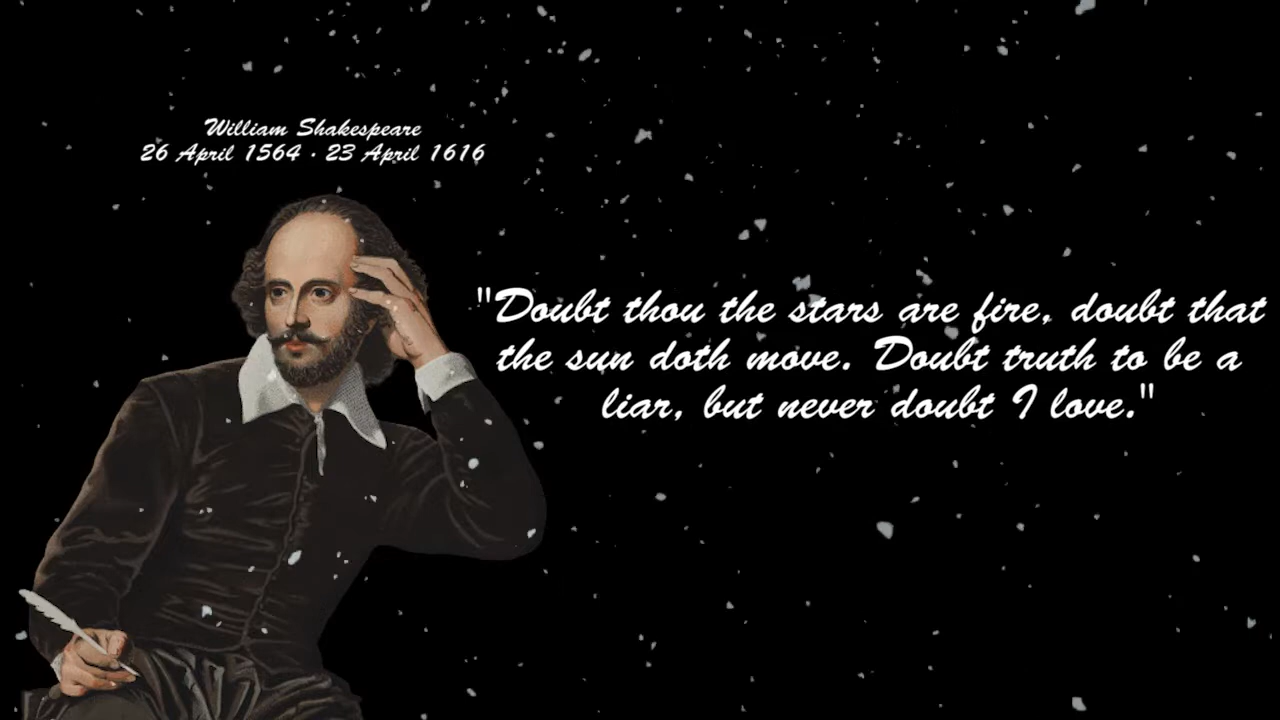 William Shakespeare
26 April 1564 · 23 April 1616
"Doubt thou the stars are fire, doubt that
the sun doth move. Doubt truth to be a
liar, but never doubt I love."